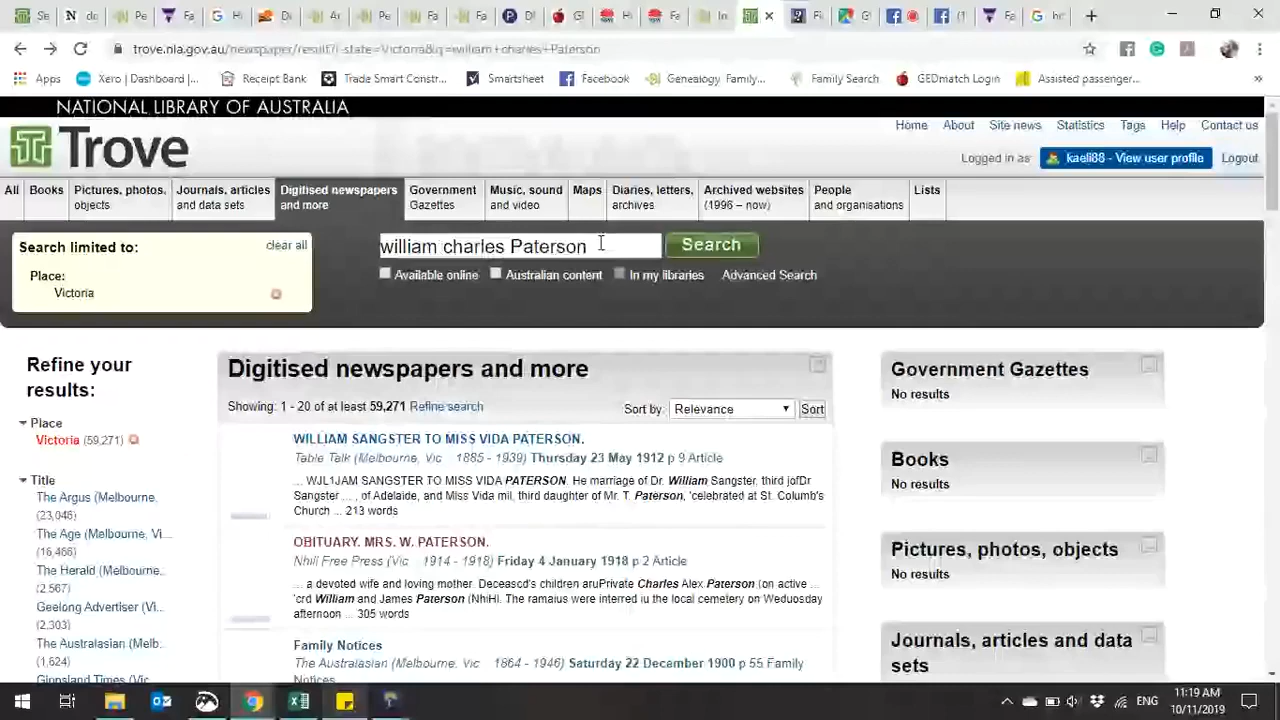 trove.nla.gov.au/newspaper/result?l-state=Victoria&q=william+charles+Paterson
Apps Xero | Dashboard |... Receipt Bank Trade Smart Constr... Smartsheet Facebook Genealogy, Family... Family Search GEDmatch Login Assisted passenger...
NATIONAL LIBRARY OF AUSTRALIA
Trove
Home About Site news Statistics Tags Help Contact us
Logged in as kaeli88 - View user profile Logout
All Books Pictures, photos, objects Journals, articles and data sets Digitised newspapers and more Government Gazettes Music, sound and video Maps Diaries, letters, archives Archived websites (1996 – now) People and organisations Lists
Search limited to: clear all
Place:
Victoria
william charles Paterson Search
Available online Australian content In my libraries Advanced Search
Refine your
results:
Place
Victoria (59,271)
Title
The Argus (Melbourne,
(23,046)
The Age (Melbourne, Vi...
(16,466)
The Herald (Melbourne,
(2,567)
Geelong Advertiser (Vi...
(2,303)
The Australasian (Melb...
(1,624)
Gippsland Times (Vic
Digitised newspapers and more
Showing: 1 - 20 of at least 59,271 Refine search Sort by: Relevance Sort
WILLIAM SANGSTER TO MISS VIDA PATERSON.
Table Talk (Melbourne, Vic 1885 - 1939) Thursday 23 May 1912 p 9 Article
... WJL1JAM SANGSTER TO MISS VIDA PATERSON. He marriage of Dr. William Sangster, third jofDr
Sangster ... , of Adelaide, and Miss Vida mil, third daughter of Mr. T. Paterson, 'celebrated at St. Columb's
Church ... 213 words
OBITUARY. MRS. W. PATERSON.
Nhill Free Press (Vic 1914 - 1918) Friday 4 January 1918 p 2 Article
... a devoted wife and loving mother. Deceascd's children aruPrivate Charles Alex Paterson (on active ...
'crd William and James Paterson (NhiHI. The ramaius were interred iu the local cemetery on Weduosday
afternoon ... 305 words
Family Notices
The Australasian (Melbourne, Vic 1864 - 1946) Saturday 22 December 1900 p 55 Family
Notices
Government Gazettes
No results
Books
No results
Pictures, photos, objects
No results
Journals, articles and data
sets
ENG 11:19 AM
10/11/2019